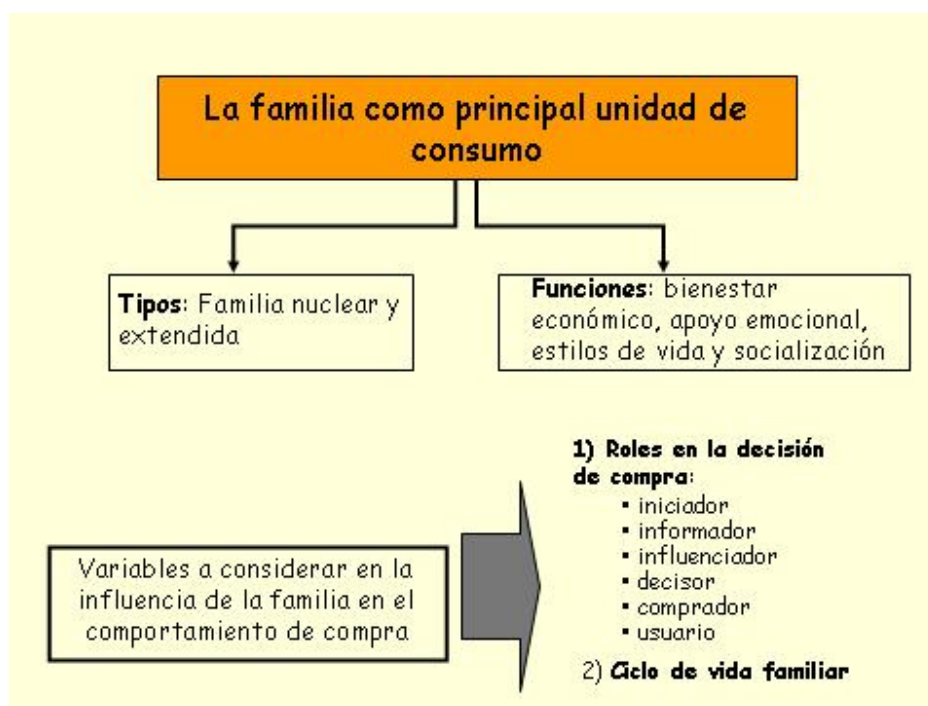 La familia como principal unidad de
consumo
Tipos: Familia nuclear y
extendida
Funciones: bienestar
económico, apoyo emocional,
estilos de vida y socialización
Variables a considerar en la
influencia de la familia en el
comportamiento de compra
1) Roles en la decisión
de compra:
▪ iniciador
▪ informador
▪ influenciador
▪ decisor
▪ comprador
▪ usuario
2) Ciclo de vida familiar